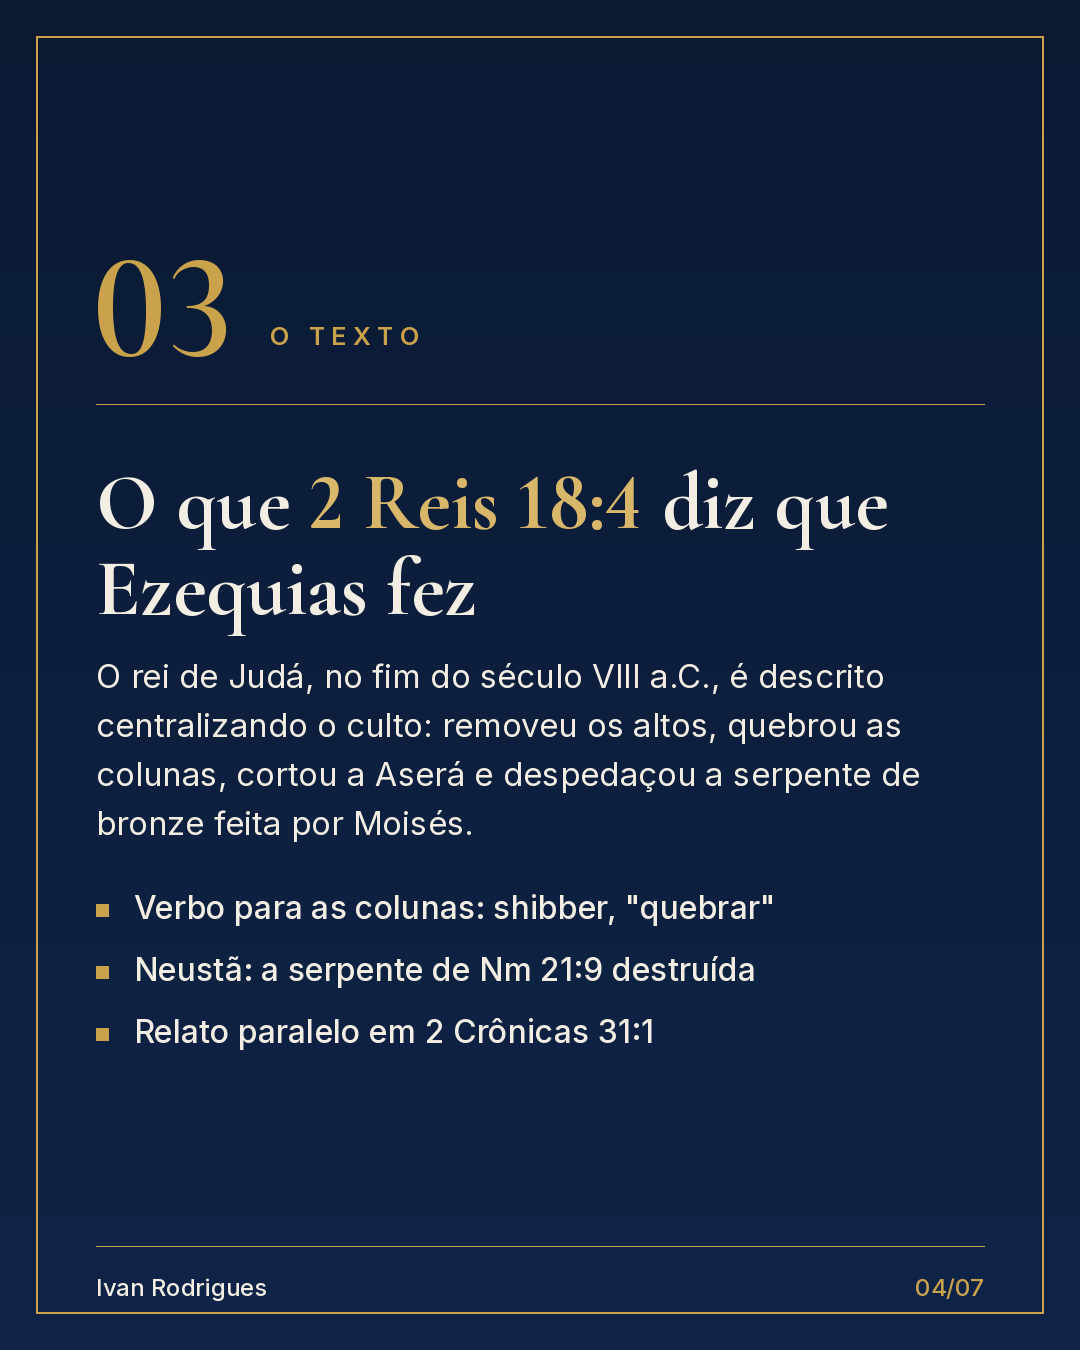 03 O TEXTO
O que 2 Reis 18:4 diz que
Ezequias fez
O rei de Judá, no fim do século VIII a.C., é descrito
centralizando o culto: removeu os altos, quebrou as
colunas, cortou a Aserá e despedaçou a serpente de
bronze feita por Moisés.
Verbo para as colunas: shibber, "quebrar"
Neustã: a serpente de Nm 21:9 destruída
Relato paralelo em 2 Crônicas 31:1
Ivan Rodrigues 04/07